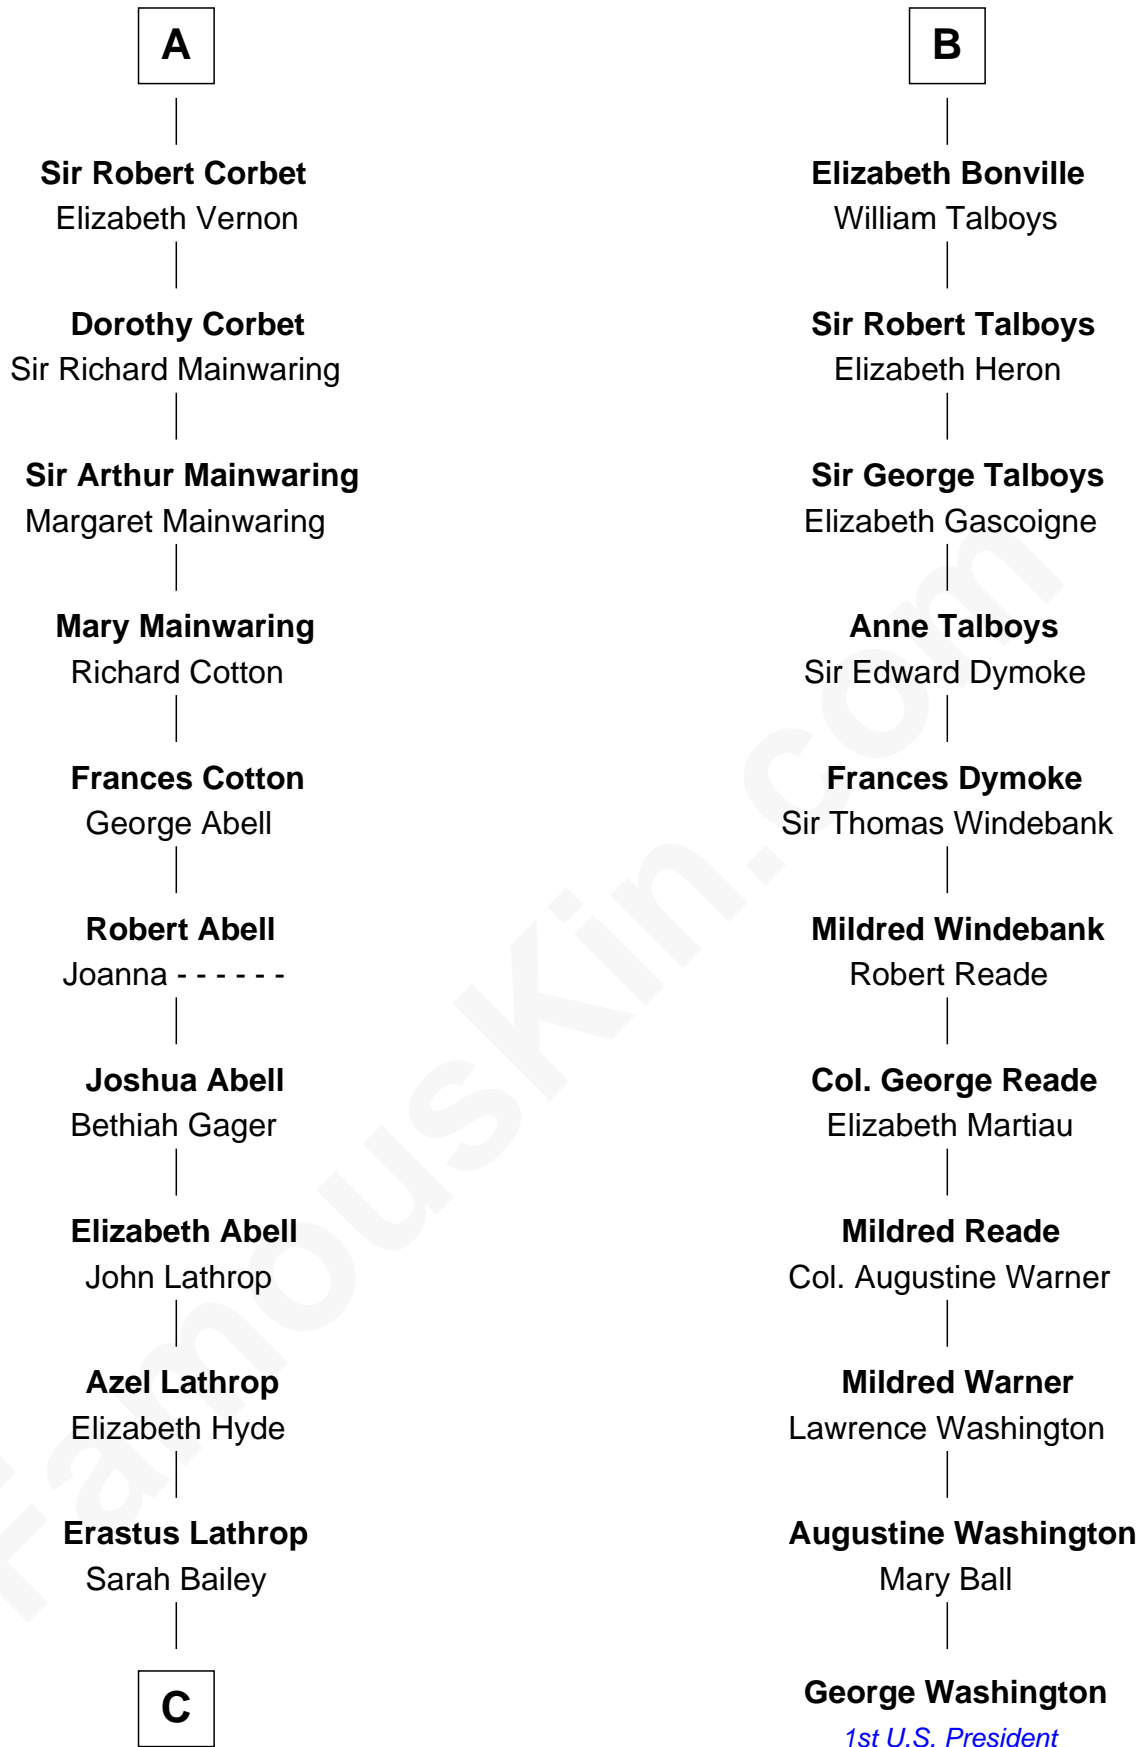 A
Sir Robert Corbet
Elizabeth Vernon
Dorothy Corbet
Sir Richard Mainwaring
Sir Arthur Mainwaring
Margaret Mainwaring
Mary Mainwaring
Richard Cotton
Frances Cotton
George Abell
Robert Abell
Joanna - - - - - -
Joshua Abell
Bethiah Gager
Elizabeth Abell
John Lathrop
Azel Lathrop
Elizabeth Hyde
Erastus Lathrop
Sarah Bailey
C
B
Elizabeth Bonville
William Talboys
Sir Robert Talboys
Elizabeth Heron
Sir George Talboys
Elizabeth Gascoigne
Anne Talboys
Sir Edward Dymoke
Frances Dymoke
Sir Thomas Windebank
Mildred Windebank
Robert Reade
Col. George Reade
Elizabeth Martiau
Mildred Reade
Col. Augustine Warner
Mildred Warner
Lawrence Washington
Augustine Washington
Mary Ball
George Washington
1st U.S. President
FamousKin.com